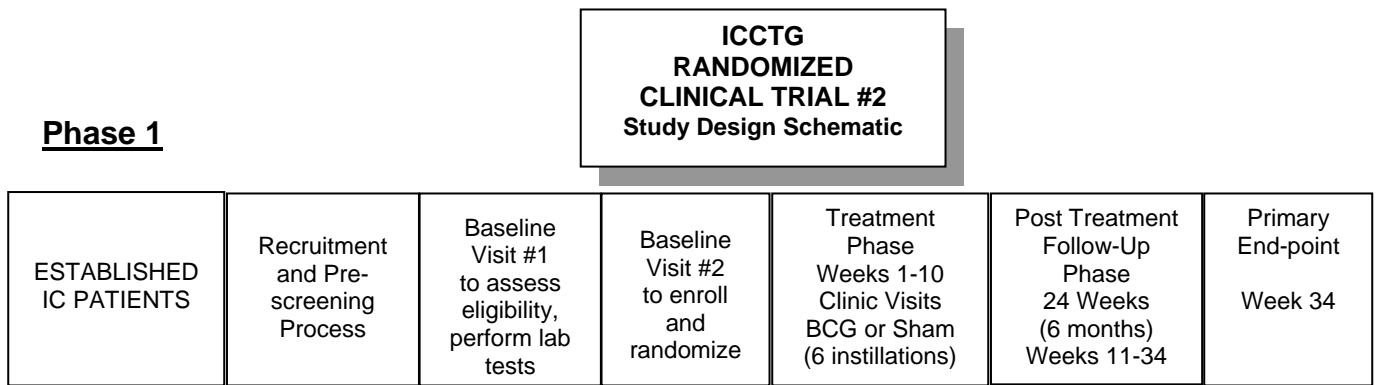 ICCTG
RANDOMIZED
CLINICAL TRIAL #2
Study Design Schematic
Phase 1
ESTABLISHED
IC PATIENTS
Recruitment
and Pre-
screening
Process
Baseline
Visit #1
to assess
eligibility,
perform lab
tests
Baseline
Visit #2
to enroll
and
randomize
Treatment
Phase
Weeks 1-10
Clinic Visits
BCG or Sham
(6 instillations)
Post Treatment
Follow-Up
Phase
24 Weeks
(6 months)
Weeks 11-34
Primary
End-point
Week 34